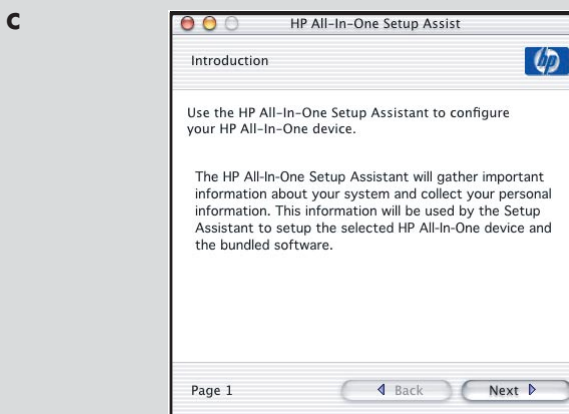 c
HP All-In-One Setup Assist
Introduction
hp
Use the HP All-In-One Setup Assistant to configure
your HP All-In-One device.
The HP All-In-One Setup Assistant will gather important
information about your system and collect your personal
information. This information will be used by the Setup
Assistant to setup the selected HP All-In-One device and
the bundled software.
Page 1
Back
Next